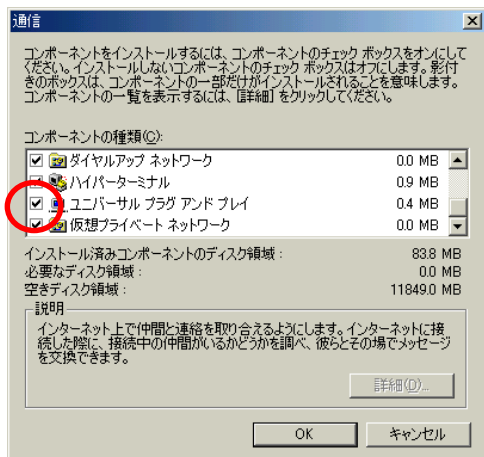 通信
コンポーネントをインストールするには、コンポーネントのチェック ボックスをオンにして
ください。インストールしないコンポーネントのチェック ボックスはオフにします。影付
きのボックスは、コンポーネントの一部だけがインストールされることを意味します。
コンポーネントの一覧を表示するには、[詳細] をクリックしてください。
コンポーネントの種類(C):
ダイヤルアップ ネットワーク 0.0 MB
ハイパーターミナル 0.9 MB
ユニバーサル プラグ アンド プレイ 0.4 MB
仮想プライベート ネットワーク 0.0 MB
インストール済みコンポーネントのディスク領域 : 83.8 MB
必要なディスク領域 : 0.0 MB
空きディスク領域 : 11849.0 MB
説明
インターネット上で仲間と連絡を取り合えるようにします。インターネットに接
続した際に、接続中の仲間がいるかどうかを調べ、彼らとその場でメッセージ
を交換できます。
詳細(D)...
OK キャンセル